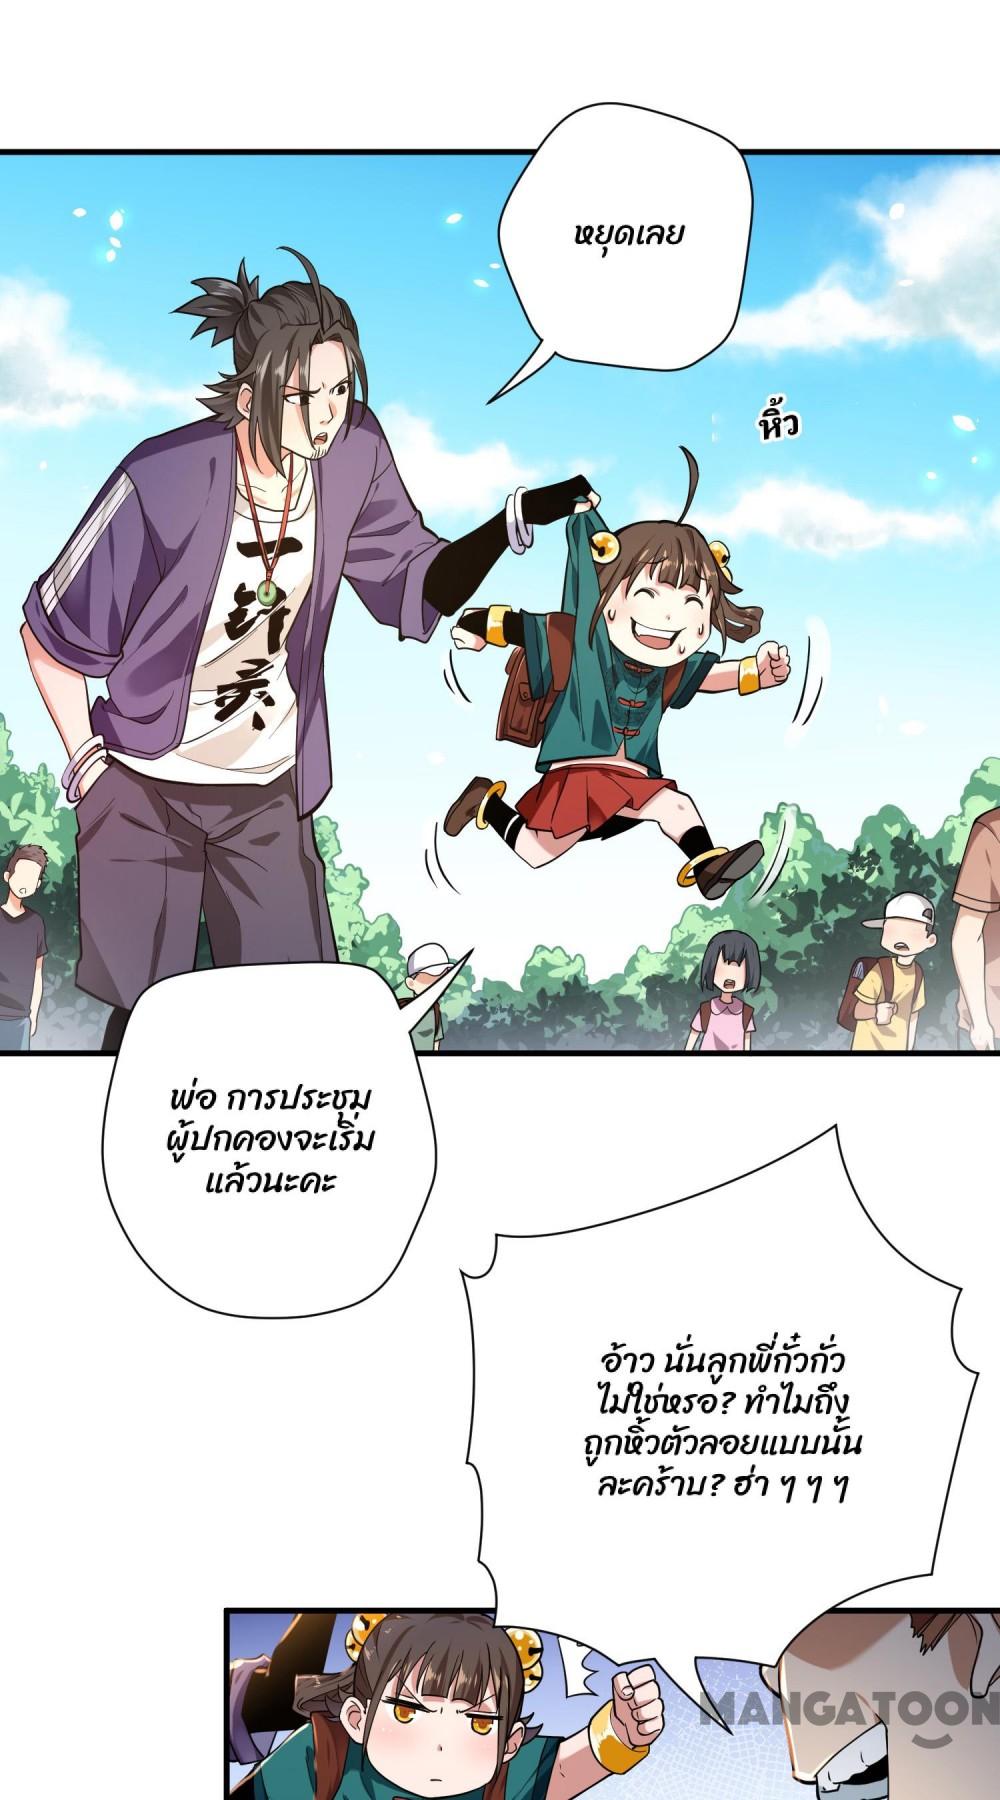 หยุดเลย
หิ้ว
一针灵
พ่อ การประชุม
ผู้ปกคองจะเริ่ม
แล้วนะคะ
อ้าว นั่นลูกพี่กั๋วกั่ว
ไม่ใช่หรอ? ทำไมถึง
ถูกหิ้วตัวลอยแบบนั้น
ละคร้าบ? ฮ่า ๆ ๆ ๆ
MANGATOON